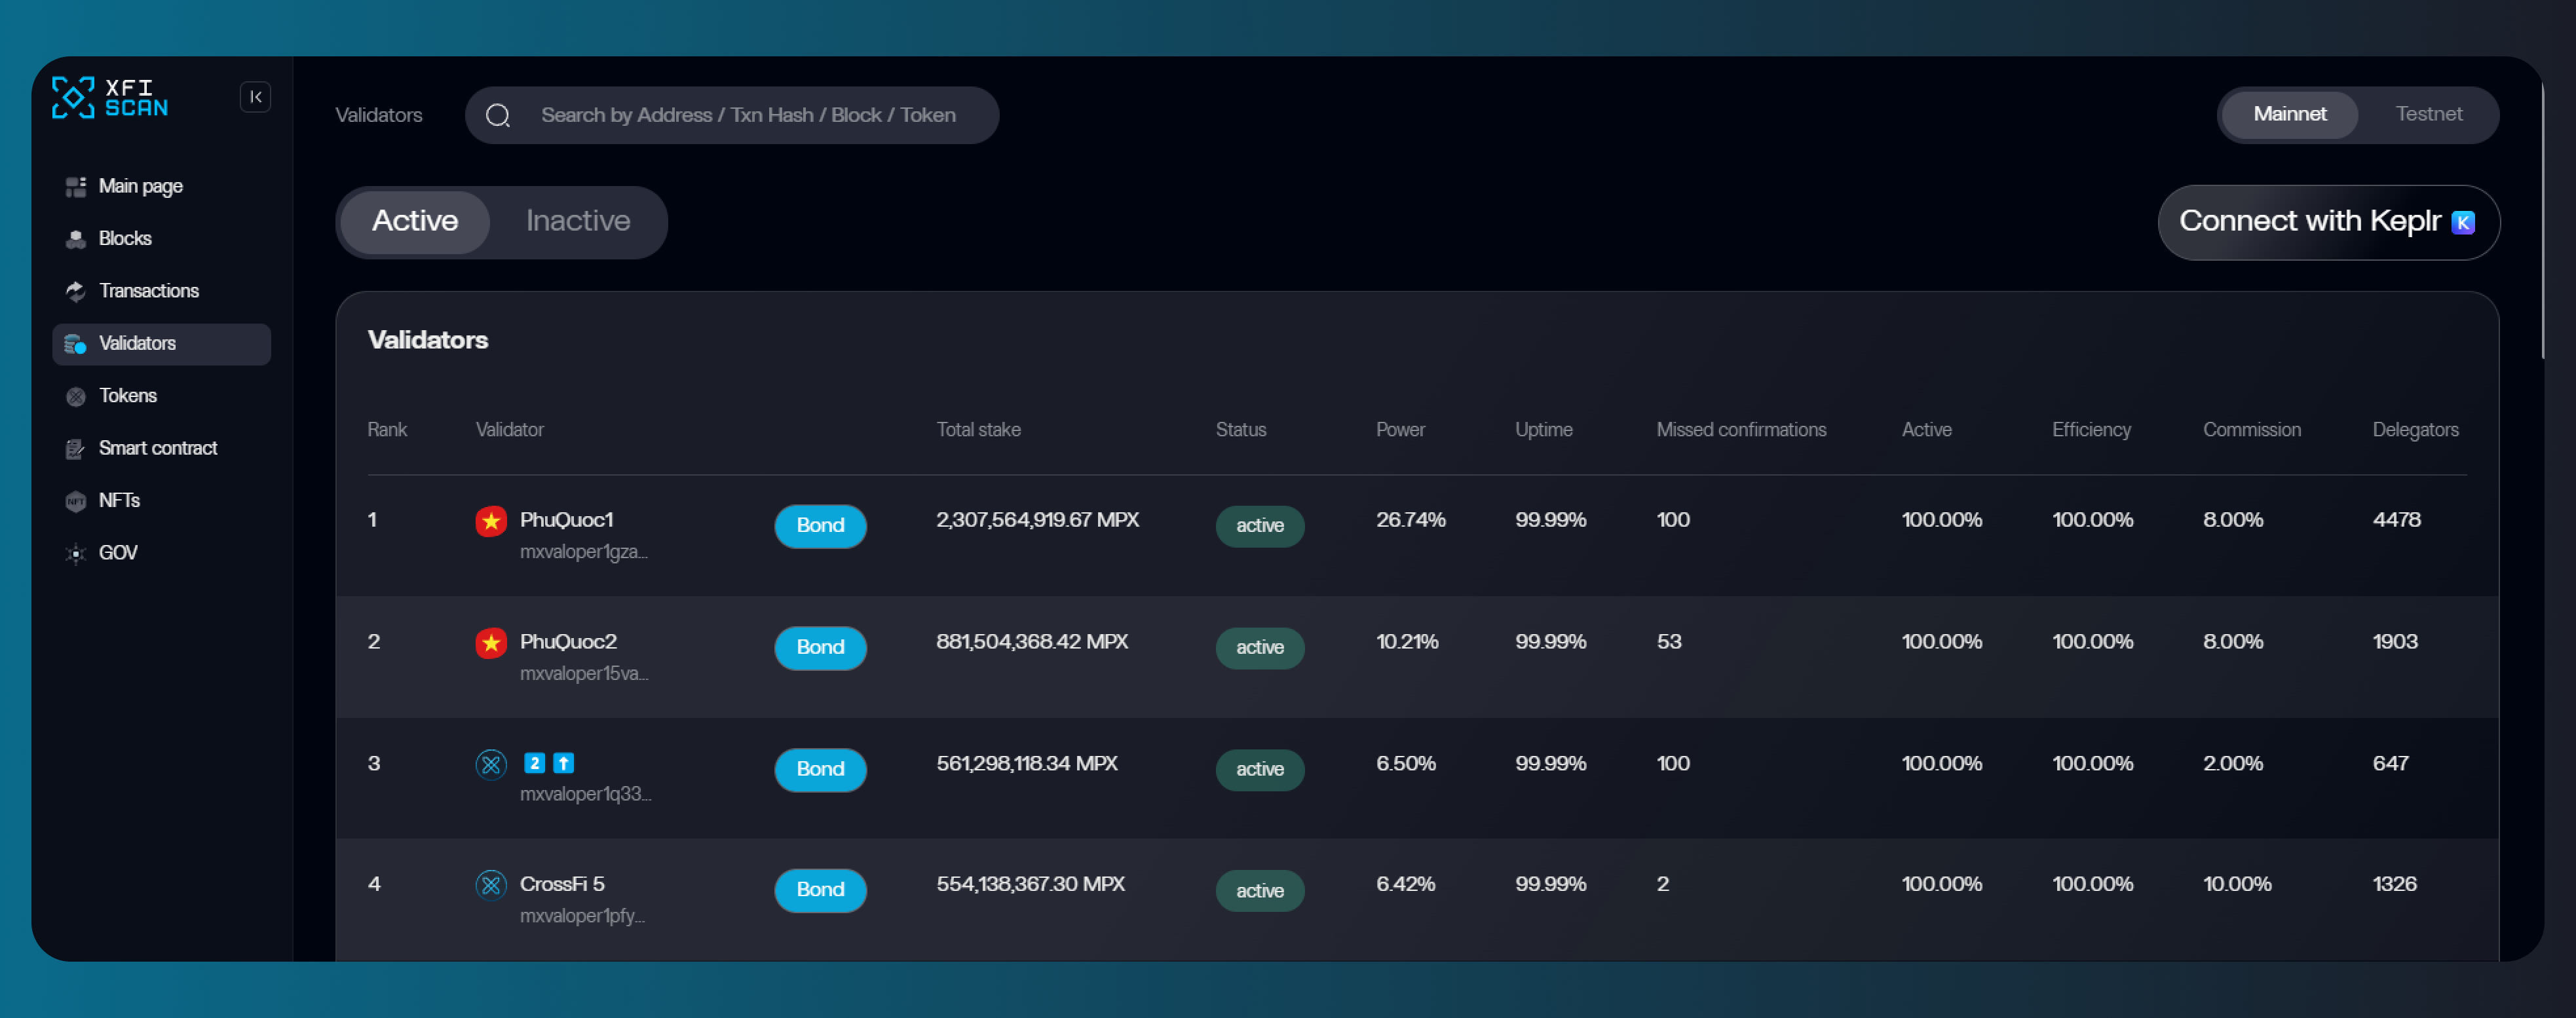 XFI
SCAN
Main page
Blocks
Transactions
Validators
Tokens
Smart contract
NFTs
GOV
Validators
Search by Address / Txn Hash / Block / Token
Mainnet Testnet
Active Inactive
Connect with Keplr K
Validators
Rank Validator Total stake Status Power Uptime Missed confirmations Active Efficiency Commission Delegators
1 PhuQuoc1 Bond 2,307,564,919.67 MPX active 26.74% 99.99% 100 100.00% 100.00% 8.00% 4478
mxvaloper1gza...
2 PhuQuoc2 Bond 881,504,368.42 MPX active 10.21% 99.99% 53 100.00% 100.00% 8.00% 1903
mxvaloper15va...
3 2 ↑ Bond 561,298,118.34 MPX active 6.50% 99.99% 100 100.00% 100.00% 2.00% 647
mxvaloper1q33...
4 CrossFi 5 Bond 554,138,367.30 MPX active 6.42% 99.99% 2 100.00% 100.00% 10.00% 1326
mxvaloper1pfy...